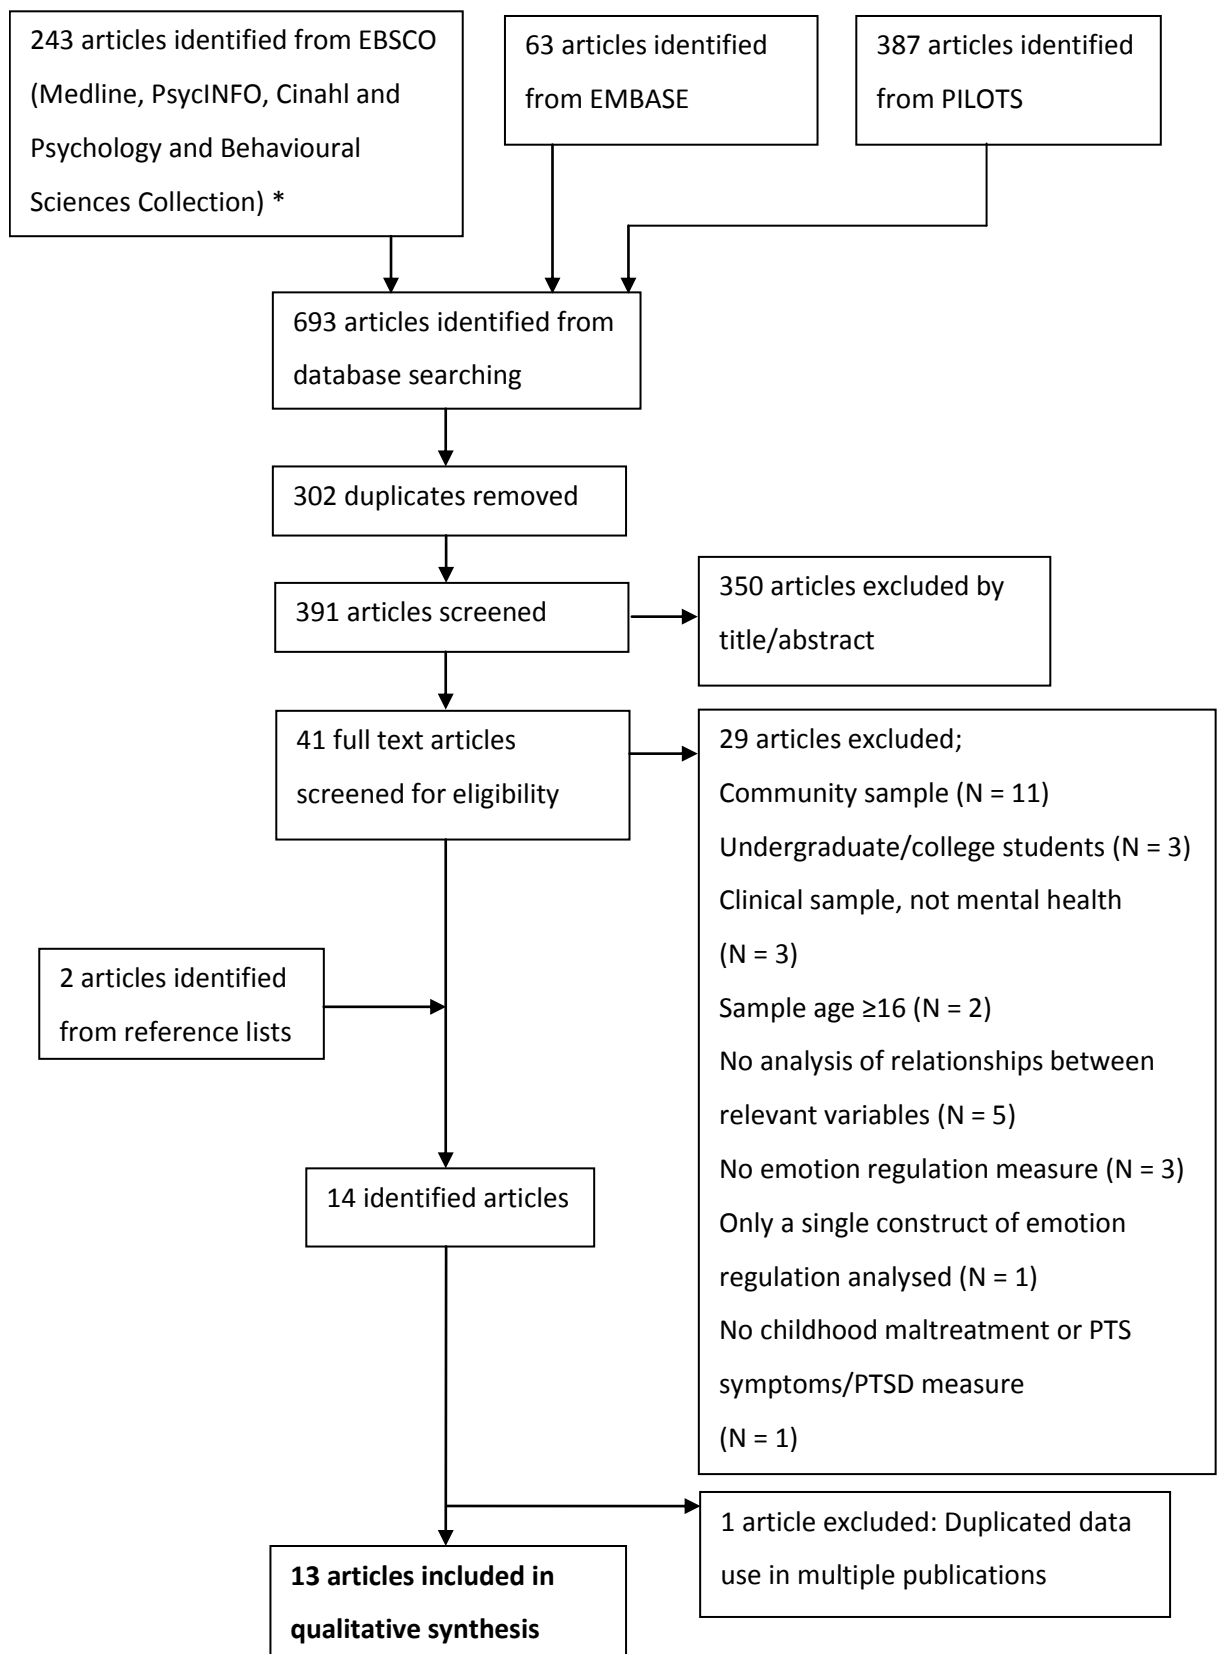 243 articles identified from EBSCO
(Medline, PsycINFO, Cinahl and
Psychology and Behavioural
Sciences Collection) *
63 articles identified
from EMBASE
387 articles identified
from PILOTS
693 articles identified from
database searching
302 duplicates removed
391 articles screened
350 articles excluded by
title/abstract
41 full text articles
screened for eligibility
29 articles excluded;
Community sample (N = 11)
Undergraduate/college students (N = 3)
Clinical sample, not mental health
(N = 3)
Sample age ≥16 (N = 2)
No analysis of relationships between
relevant variables (N = 5)
No emotion regulation measure (N = 3)
Only a single construct of emotion
regulation analysed (N = 1)
No childhood maltreatment or PTS
symptoms/PTSD measure
(N = 1)
2 articles identified
from reference lists
14 identified articles
1 article excluded: Duplicated data
use in multiple publications
13 articles included in
qualitative synthesis